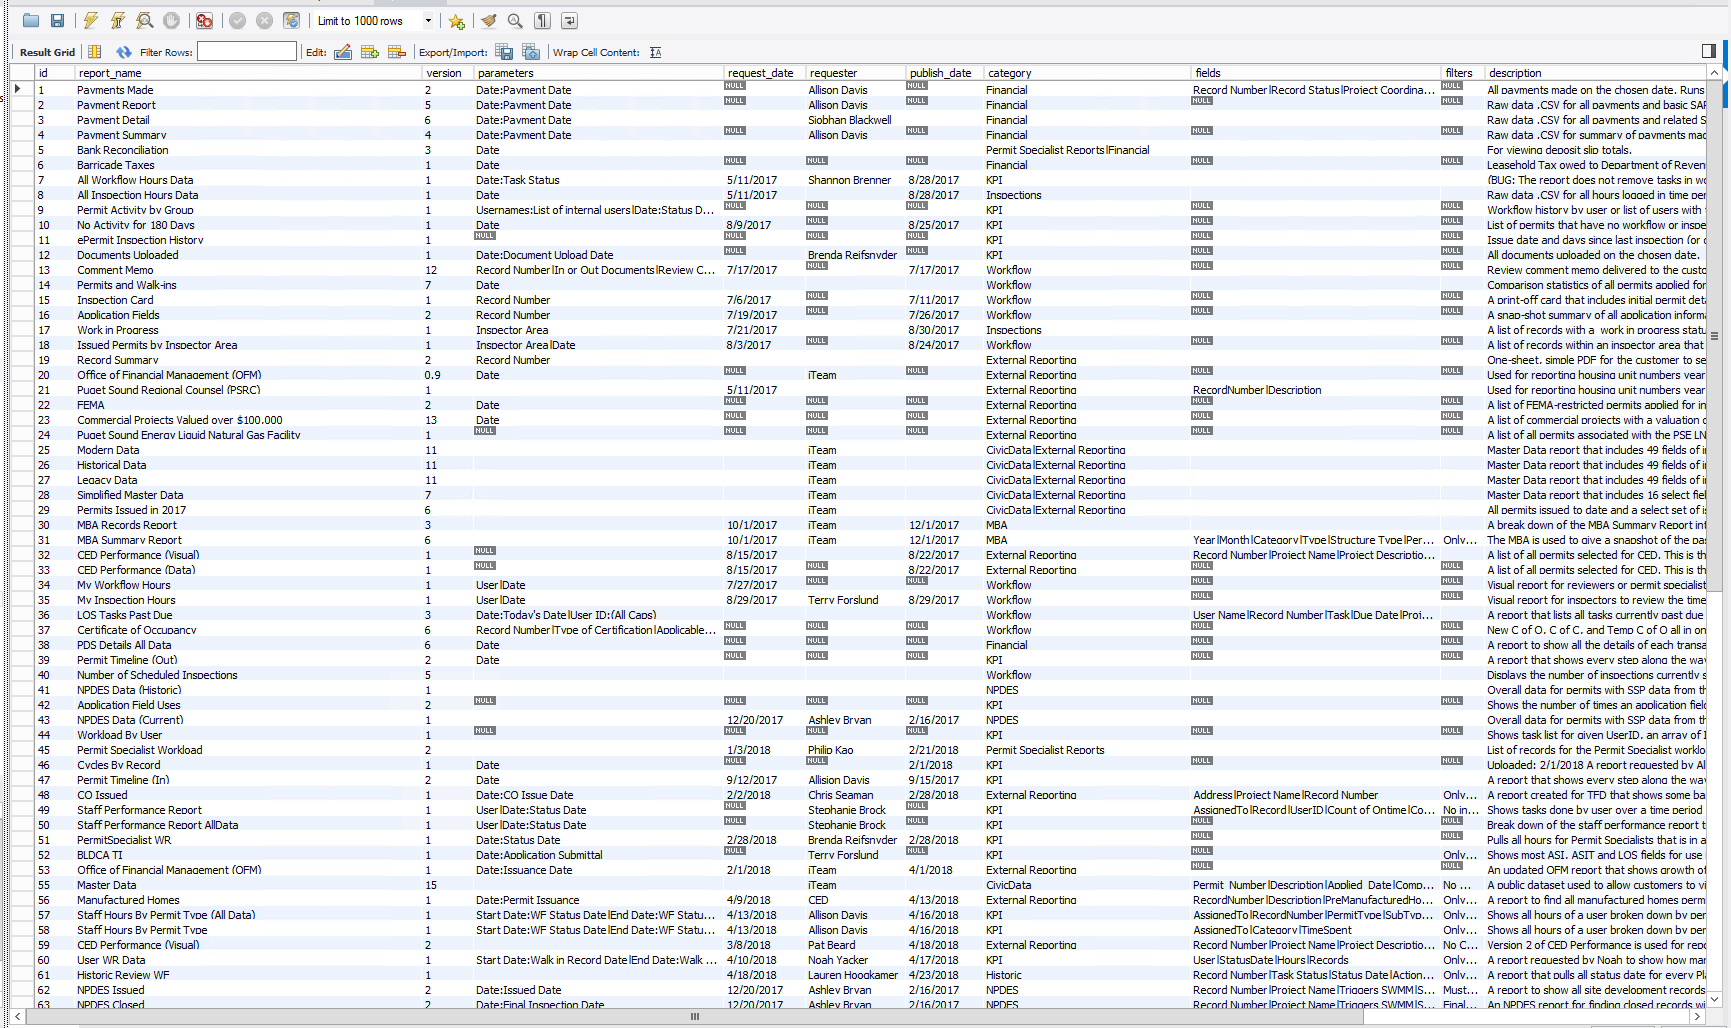 Limit to 1000 rows
Result Grid Filter Rows: Edit: Export/Import: Wrap Cell Content:
id report_name version parameters request_date requester publish_date category fields filters description
1 Payments Made 2 Date:Payment Date NULL Allison Davis NULL Financial Record Number|Record Status|Project Coordina... NULL All payments made on the chosen date. Runs
2 Payment Report 5 Date:Payment Date NULL Allison Davis NULL Financial NULL NULL Raw data .CSV for all payments and basic SAP
3 Payment Detail 6 Date:Payment Date Siobhan Blackwell Financial Raw data .CSV for all payments and related S
4 Payment Summary 4 Date:Payment Date NULL Allison Davis NULL Financial NULL NULL Raw data .CSV for summary of payments mad
5 Bank Reconciliation 3 Date Permit Specialist Reports|Financial For viewing deposit slip totals.
6 Barricade Taxes 1 Date NULL NULL NULL Financial NULL NULL Leasehold Tax owed to Department of Reven
7 All Workflow Hours Data 1 Date:Task Status 5/11/2017 Shannon Brenner 8/28/2017 KPI (BUG: The report does not remove tasks in wo
8 All Inspection Hours Data 1 Date 5/11/2017 8/28/2017 Inspections Raw data .CSV for all hours logged in time per
9 Permit Activity by Group 1 Usernames:List of internal users|Date:Status D... NULL NULL NULL KPI NULL NULL Workflow history by user or list of users with
10 No Activity for 180 Days 1 Date 8/9/2017 NULL 8/25/2017 KPI NULL NULL List of permits that have no workflow or inspe
11 ePermit Inspection History 1 NULL NULL NULL NULL KPI NULL NULL Issue date and days since last inspection (or
12 Documents Uploaded 1 Date:Document Upload Date NULL Brenda Reifsnyder NULL KPI NULL NULL All documents uploaded on the chosen date.
13 Comment Memo 12 Record Number|In or Out Documents|Review C... 7/17/2017 NULL 7/17/2017 Workflow NULL NULL Review comment memo delivered to the custo
14 Permits and Walk-ins 7 Date Workflow Comparison statistics of all permits applied for
15 Inspection Card 1 Record Number 7/6/2017 NULL 7/11/2017 Workflow NULL NULL A print-off card that includes initial permit det
16 Application Fields 2 Record Number 7/19/2017 NULL 7/26/2017 Workflow NULL NULL A snap-shot summary of all application inform
17 Work in Progress 1 Inspector Area 7/21/2017 8/30/2017 Inspections A list of records with a work in progress statu
18 Issued Permits by Inspector Area 1 Inspector Area|Date 8/3/2017 NULL 8/24/2017 Workflow NULL NULL A list of records within an inspector area that
19 Record Summary 2 Record Number External Reporting One-sheet, simple PDF for the customer to se
20 Office of Financial Management (OFM) 0.9 Date NULL iTeam NULL External Reporting NULL NULL Used for reporting housing unit numbers year
21 Puget Sound Regional Counsel (PSRC) 1 5/11/2017 External Reporting RecordNumber|Description Used for reporting housing unit numbers year
22 FEMA 2 Date NULL NULL NULL External Reporting NULL NULL A list of FEMA-restricted permits applied for in
23 Commercial Projects Valued over $100,000 13 Date NULL NULL NULL External Reporting NULL NULL A list of commercial projects with a valuation o
24 Puget Sound Energy Liquid Natural Gas Facility 1 NULL NULL NULL NULL External Reporting NULL NULL A list of all permits associated with the PSE LN
25 Modern Data 11 iTeam CivicData|External Reporting Master Data report that includes 49 fields of i
26 Historical Data 11 iTeam CivicData|External Reporting Master Data report that includes 49 fields of i
27 Legacy Data 11 iTeam CivicData|External Reporting Master Data report that includes 49 fields of i
28 Simplified Master Data 7 iTeam CivicData|External Reporting Master Data report that includes 16 select fiel
29 Permits Issued in 2017 6 iTeam CivicData|External Reporting All permits issued to date and a select set of is
30 MBA Records Report 3 10/1/2017 iTeam 12/1/2017 MBA A break down of the MBA Summary Report int
31 MBA Summary Report 6 10/1/2017 iTeam 12/1/2017 MBA Year|Month|Category|Type|Structure Type|Per... Only... The MBA is used to give a snapshot of the pas
32 CED Performance (Visual) 1 NULL 8/15/2017 8/22/2017 External Reporting Record Number|Project Name|Project Descriptio... A list of all permits selected for CED. This is th
33 CED Performance (Data) 1 NULL 8/15/2017 8/22/2017 External Reporting A list of all permits selected for CED. This is th
34 My Workflow Hours 1 User|Date 7/27/2017 NULL NULL Workflow NULL NULL Visual report for reviewers or permit specialist
35 My Inspection Hours 1 User|Date 8/29/2017 Terry Forslund 8/29/2017 Workflow NULL NULL Visual report for inspectors to review the time
36 LOS Tasks Past Due 3 Date:Today's Date|User ID:(All Caps) Workflow User Name|Record Number|Task|Due Date|Proj... A report that lists all tasks currently past due
37 Certificate of Occupancy 6 Record Number|Type of Certification|Applicable... NULL NULL NULL Workflow NULL NULL New C of O, C of C, and Temp C of O all in on
38 PDS Details All Data 6 Date NULL NULL NULL Financial NULL NULL A report to show all the details of each transa
39 Permit Timeline (Out) 2 Date NULL NULL NULL KPI NULL NULL A report that shows every step along the wav
40 Number of Scheduled Inspections 5 Workflow Displays the number of inspections currently s
41 NPDES Data (Historic) 1 NPDES Overall data for permits with SSP data from th
42 Application Field Uses 2 NULL NULL NULL NULL KPI NULL NULL Shows the number of times an application fiel
43 NPDES Data (Current) 1 12/20/2017 Ashley Bryan 2/16/2017 NPDES Overall data for permits with SSP data from th
44 Workload By User 1 NULL NULL NULL NULL KPI NULL NULL Shows task list for given UserID, an array of I
45 Permit Specialist Workload 2 1/3/2018 Philip Kao 2/21/2018 Permit Specialist Reports List of records for the Permit Specialist worklo
46 Cycles By Record 1 Date NULL NULL 2/1/2018 KPI NULL NULL Uploaded: 2/1/2018 A report requested by Al
47 Permit Timeline (In) 2 Date 9/12/2017 Allision Davis 9/15/2017 KPI A report that shows every step along the wav
48 CO Issued 1 Date:CO Issue Date 2/2/2018 Chris Seaman 2/28/2018 External Reporting Address|Project Name|Record Number Only... A report created for TFD that shows some ba
49 Staff Performance Report 1 User|Date:Status Date NULL Stephanie Brock NULL KPI AssignedTo|Record|UserID|Count of Ontime|Co... No in... Shows tasks done by user over a time period
50 Staff Performance Report AllData 1 User|Date:Status Date NULL Stephanie Brock NULL KPI NULL NULL Break down of the staff performance report t
51 PermitSpecialist WR 1 Date:Status Date 2/28/2018 Brenda Reifsnyder 2/28/2018 KPI NULL NULL Pulls all hours for Permit Specialists that is in a
52 BLDCA TI 1 Date:Application Submittal NULL Terry Forslund NULL KPI NULL Only... Shows most ASI, ASIT and LOS fields for use
53 Office of Financial Management (OFM) 1 Date:Issuance Date 2/1/2018 4/1/2018 External Reporting NULL NULL An updated OFM report that shows growth of
55 Master Data 15 iTeam CivicData Permit_Number|Description|Applied_Date|Comp... No ... A public dataset used to allow customers to vi
56 Manufactured Homes 1 Date:Permit Issuance 4/9/2018 CED 4/13/2018 External Reporting RecordNumber|Description|PreManufacturedHo... Only... A report to find all manufactured homes permi
57 Staff Hours By Permit Type (All Data) 1 Start Date:WF Status Date|End Date:WF Statu... 4/13/2018 Allison Davis 4/16/2018 KPI AssignedTo|RecordNumber|PermitType|SubTyp... Only... Shows all hours of a user broken down by per
58 Staff Hours By Permit Type 1 Start Date:WF Status Date|End Date:WF Statu... 4/13/2018 Allison Davis 4/16/2018 KPI AssignedTo|Category|TimeSpent Only... Shows all hours of a user broken down by per
59 CED Performance (Visual) 2 3/8/2018 Pat Beard 4/18/2018 External Reporting Record Number|Project Name|Project Descriptio... No C... Version 2 of CED Performance is used for repo
60 User WR Data 1 Start Date:Walk in Record Date|End Date:Walk ... 4/10/2018 Noah Yacker 4/17/2018 KPI User|StatusDate|Hours|Records Only... A report requested by Noah to show how mar
61 Historic Review WF 1 4/18/2018 Lauren Hoogkamer 4/23/2018 Historic Record Number|Task Status|Status Date|Action... Only... A report that pulls all status date for every Pl
62 NPDES Issued 2 Date:Issued Date 12/20/2017 Ashley Bryan 2/16/2017 NPDES Record Number|Project Name|Triggers SWMM|S... Must... A report to show all site development records
63 NPDES Closed 2 Date:Final Inspection Date 12/20/2017 Ashley Bryan 2/16/2017 NPDES Record Number|Project Name|Triggers SWMM|S... Final... An NPDES report for finding closed records wi